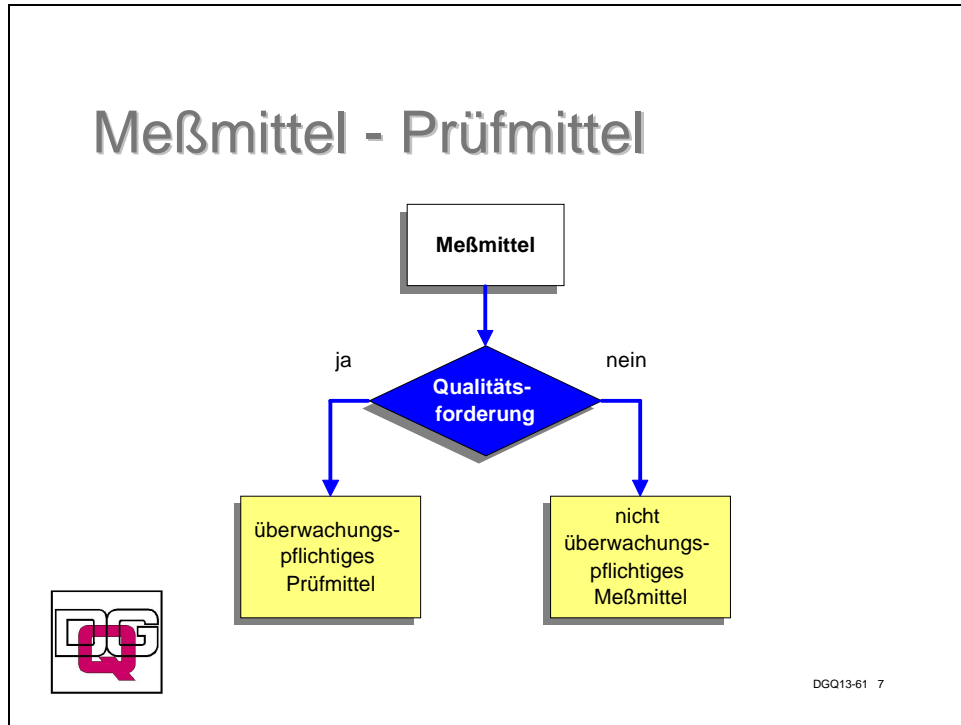 Meßmittel - Prüfmittel
Meßmittel
ja
nein
Qualitäts-
forderung
überwachungs-
pflichtiges
Prüfmittel
nicht
überwachungs-
pflichtiges
Meßmittel
DGQ
DGQ13-61 7